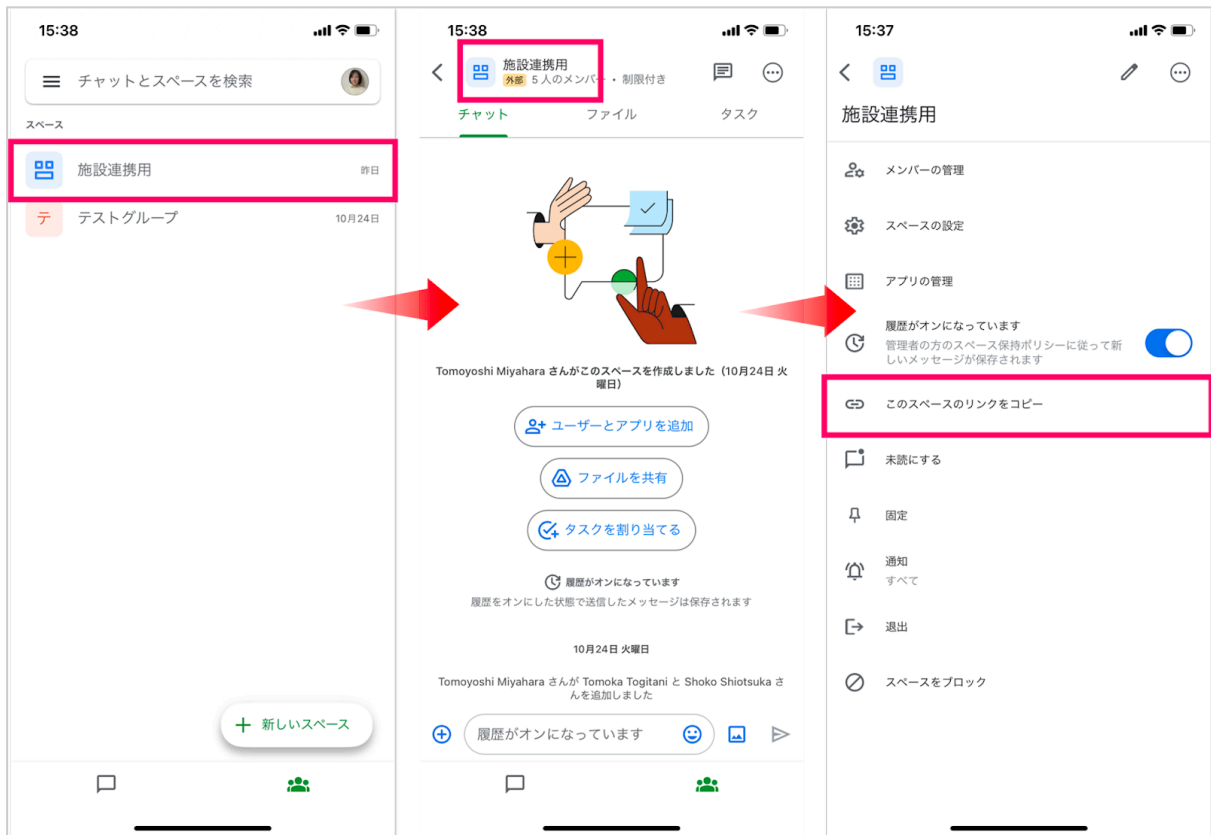 15:38
チャットとスペースを検索
スペース
施設連携用
昨日
テ
テストグループ
10月24日
新しいスペース
15:38
施設連携用
外部 5 人のメンバー • 制限付き
チャット
ファイル
タスク
Tomoyoshi Miyahara さんがこのスペースを作成しました（10月24日 火
曜日）
ユーザーとアプリを追加
ファイルを共有
タスクを割り当てる
履歴がオンになっています
履歴をオンにした状態で送信したメッセージは保存されます
10月24日 火曜日
Tomoyoshi Miyahara さんが Tomoka Togitani と Shoko Shiotsuka さ
んを追加しました
履歴がオンになっています
15:37
施設連携用
メンバーの管理
スペースの設定
アプリの管理
履歴がオンになっています
管理者の方のスペース保持ポリシーに従って新
しいメッセージが保存されます
このスペースのリンクをコピー
未読にする
固定
通知
すべて
退出
スペースをブロック